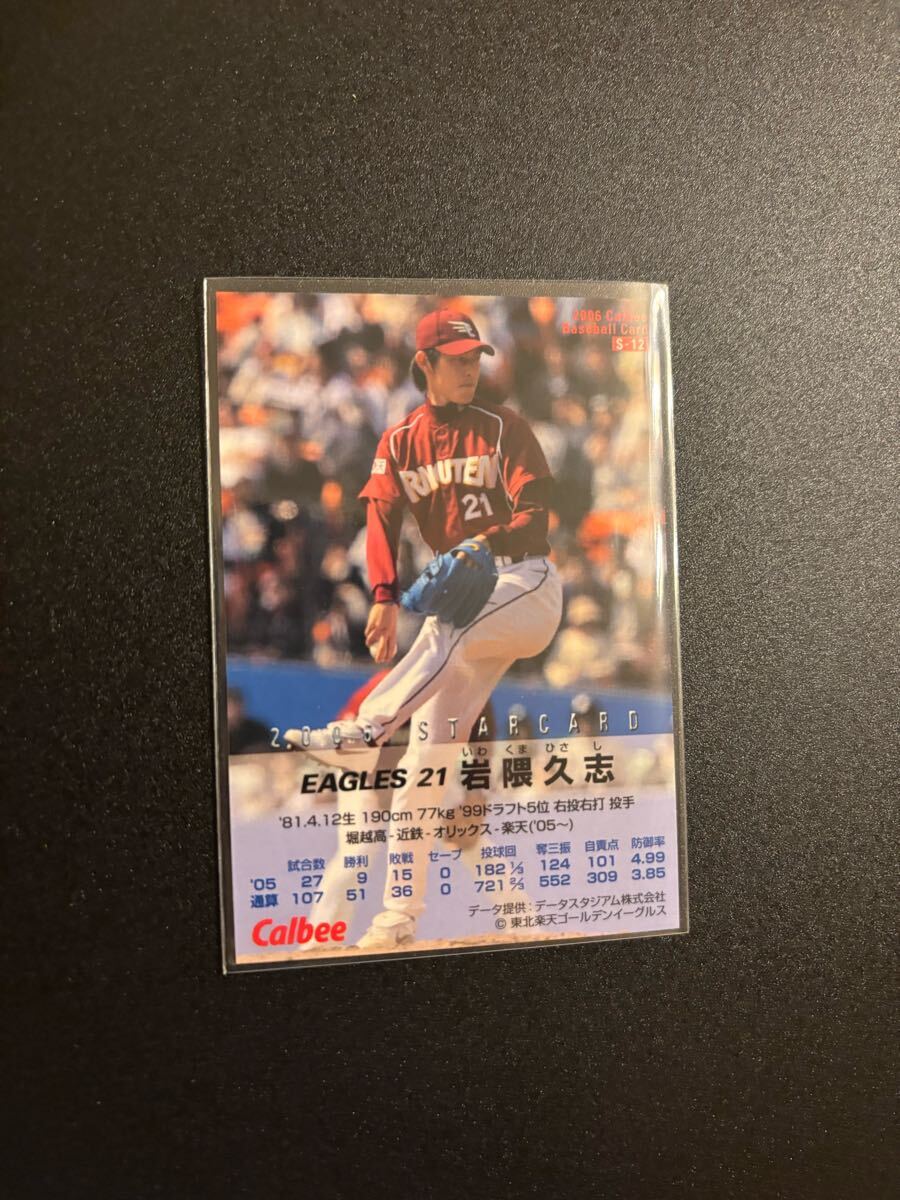 2006 Calbee
Baseball Card
S-12
RAKUTEN
21
2.0.0.6 STARCARD
いわ くま ひさ し
EAGLES 21 岩隈久志
'81.4.12生 190cm 77kg '99ドラフト5位 右投右打 投手
堀越高-近鉄-オリックス-楽天('05~)
試合数 勝利 敗戦 セーブ 投球回 奪三振 自責点 防御率
'05 27 9 15 0 182 1/3 124 101 4.99
通算 107 51 36 0 721 2/3 552 309 3.85
データ提供:データスタジアム株式会社
© 東北楽天ゴールデンイーグルス
Calbee